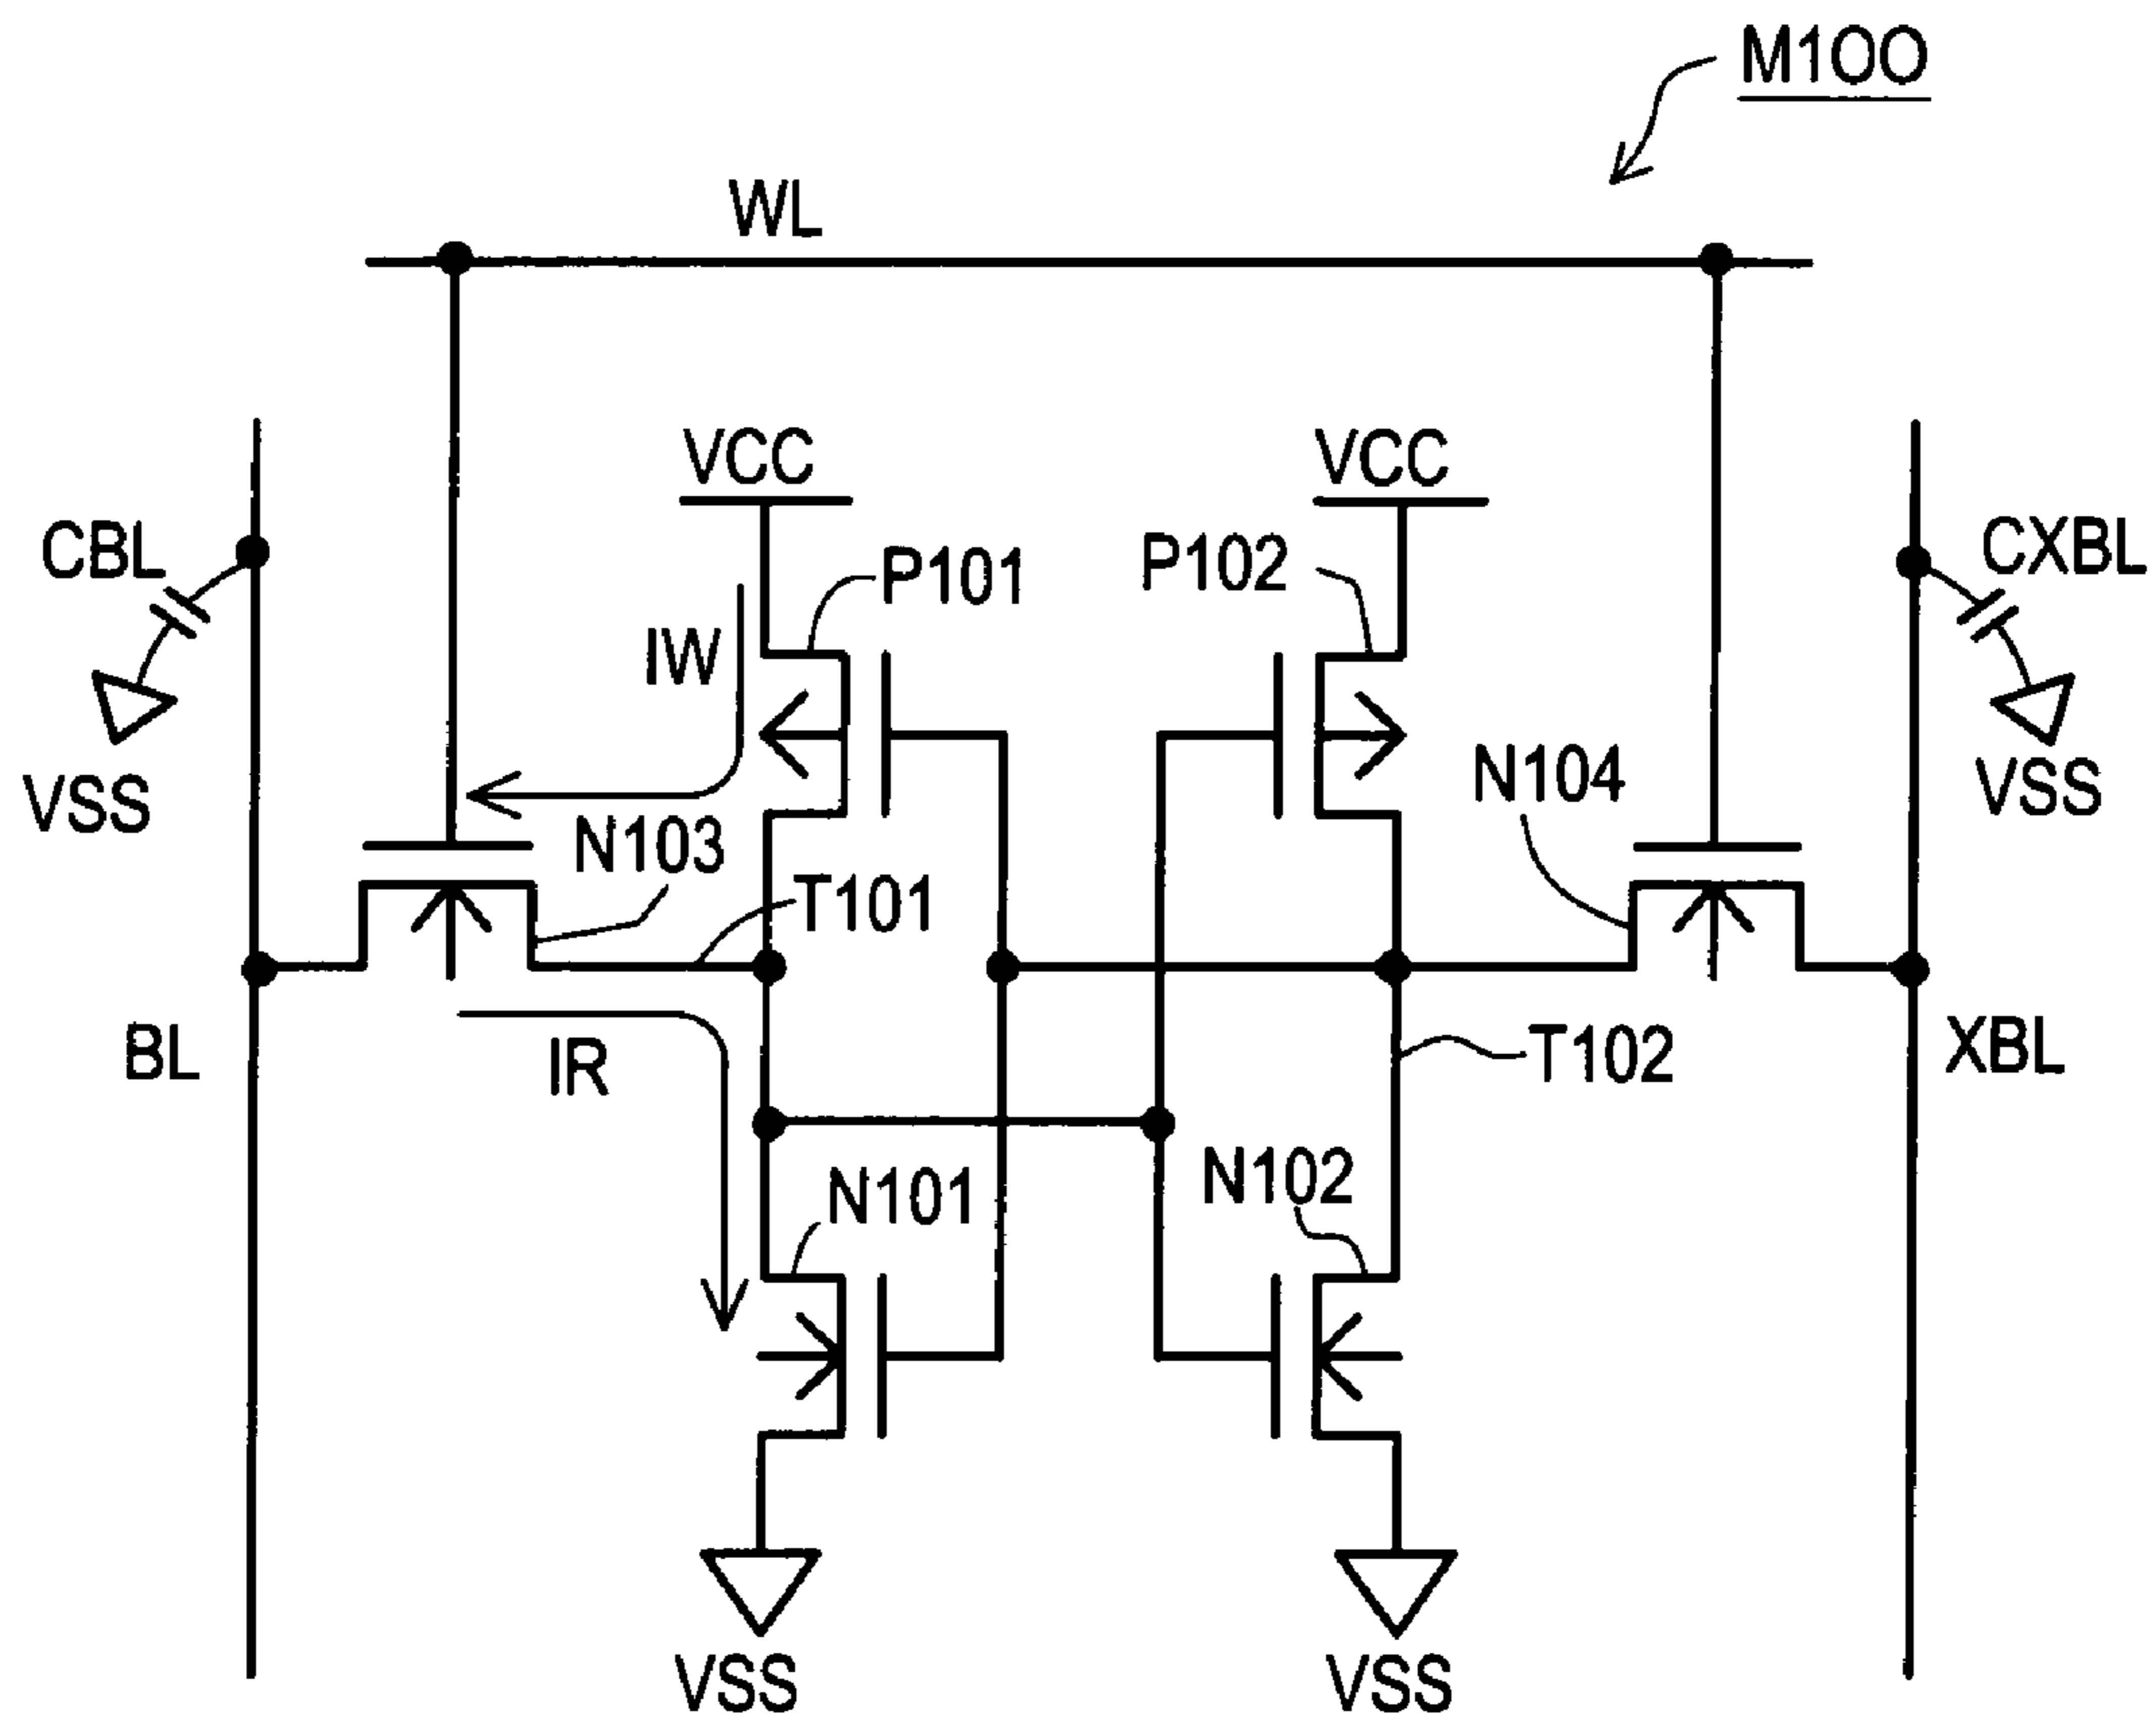 M100
WL
VCC
VCC
CBL
CXBL
P101
P102
IW
N104
VSS
VSS
N103
T101
BL
IR
T102
XBL
N101
N102
VSS
VSS